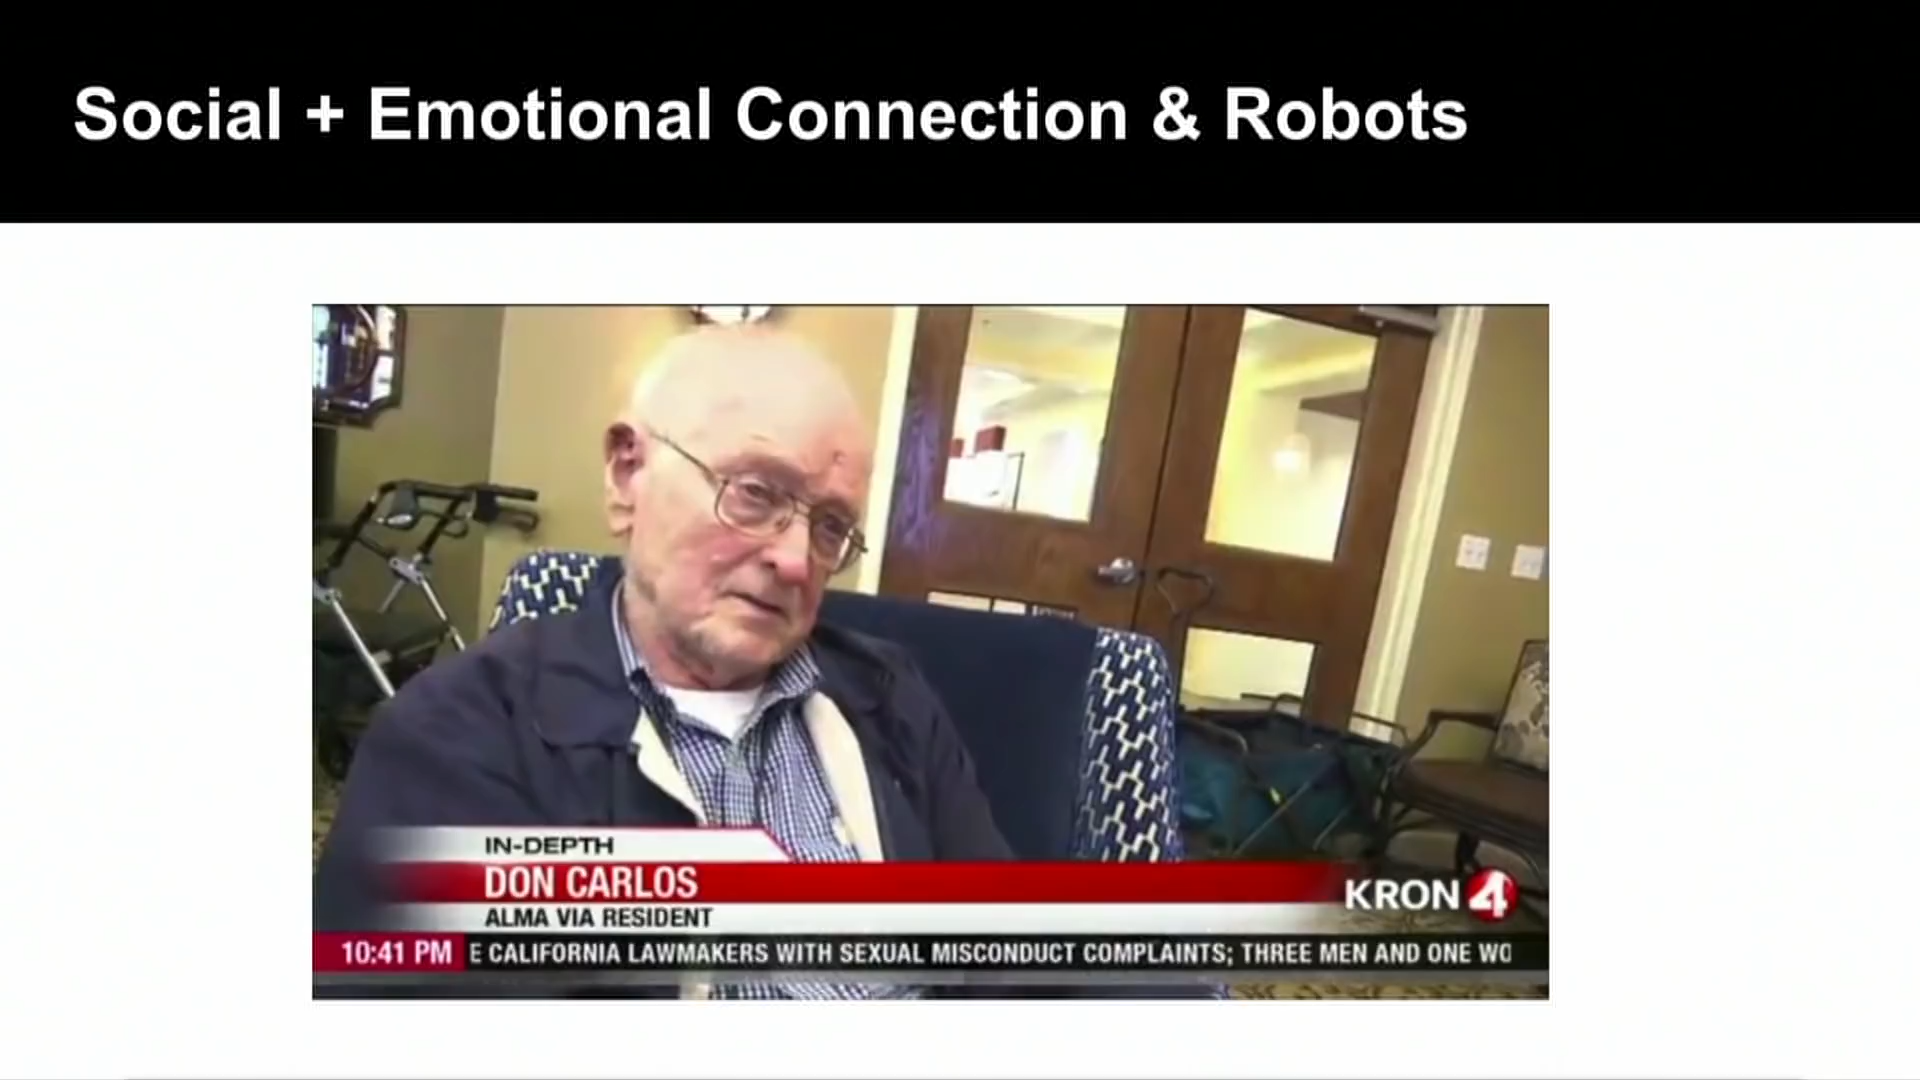 Social + Emotional Connection & Robots
IN-DEPTH
DON CARLOS
KRON 4
ALMA VIA RESIDENT
10:41 PM E CALIFORNIA LAWMAKERS WITH SEXUAL MISCONDUCT COMPLAINTS; THREE MEN AND ONE WO